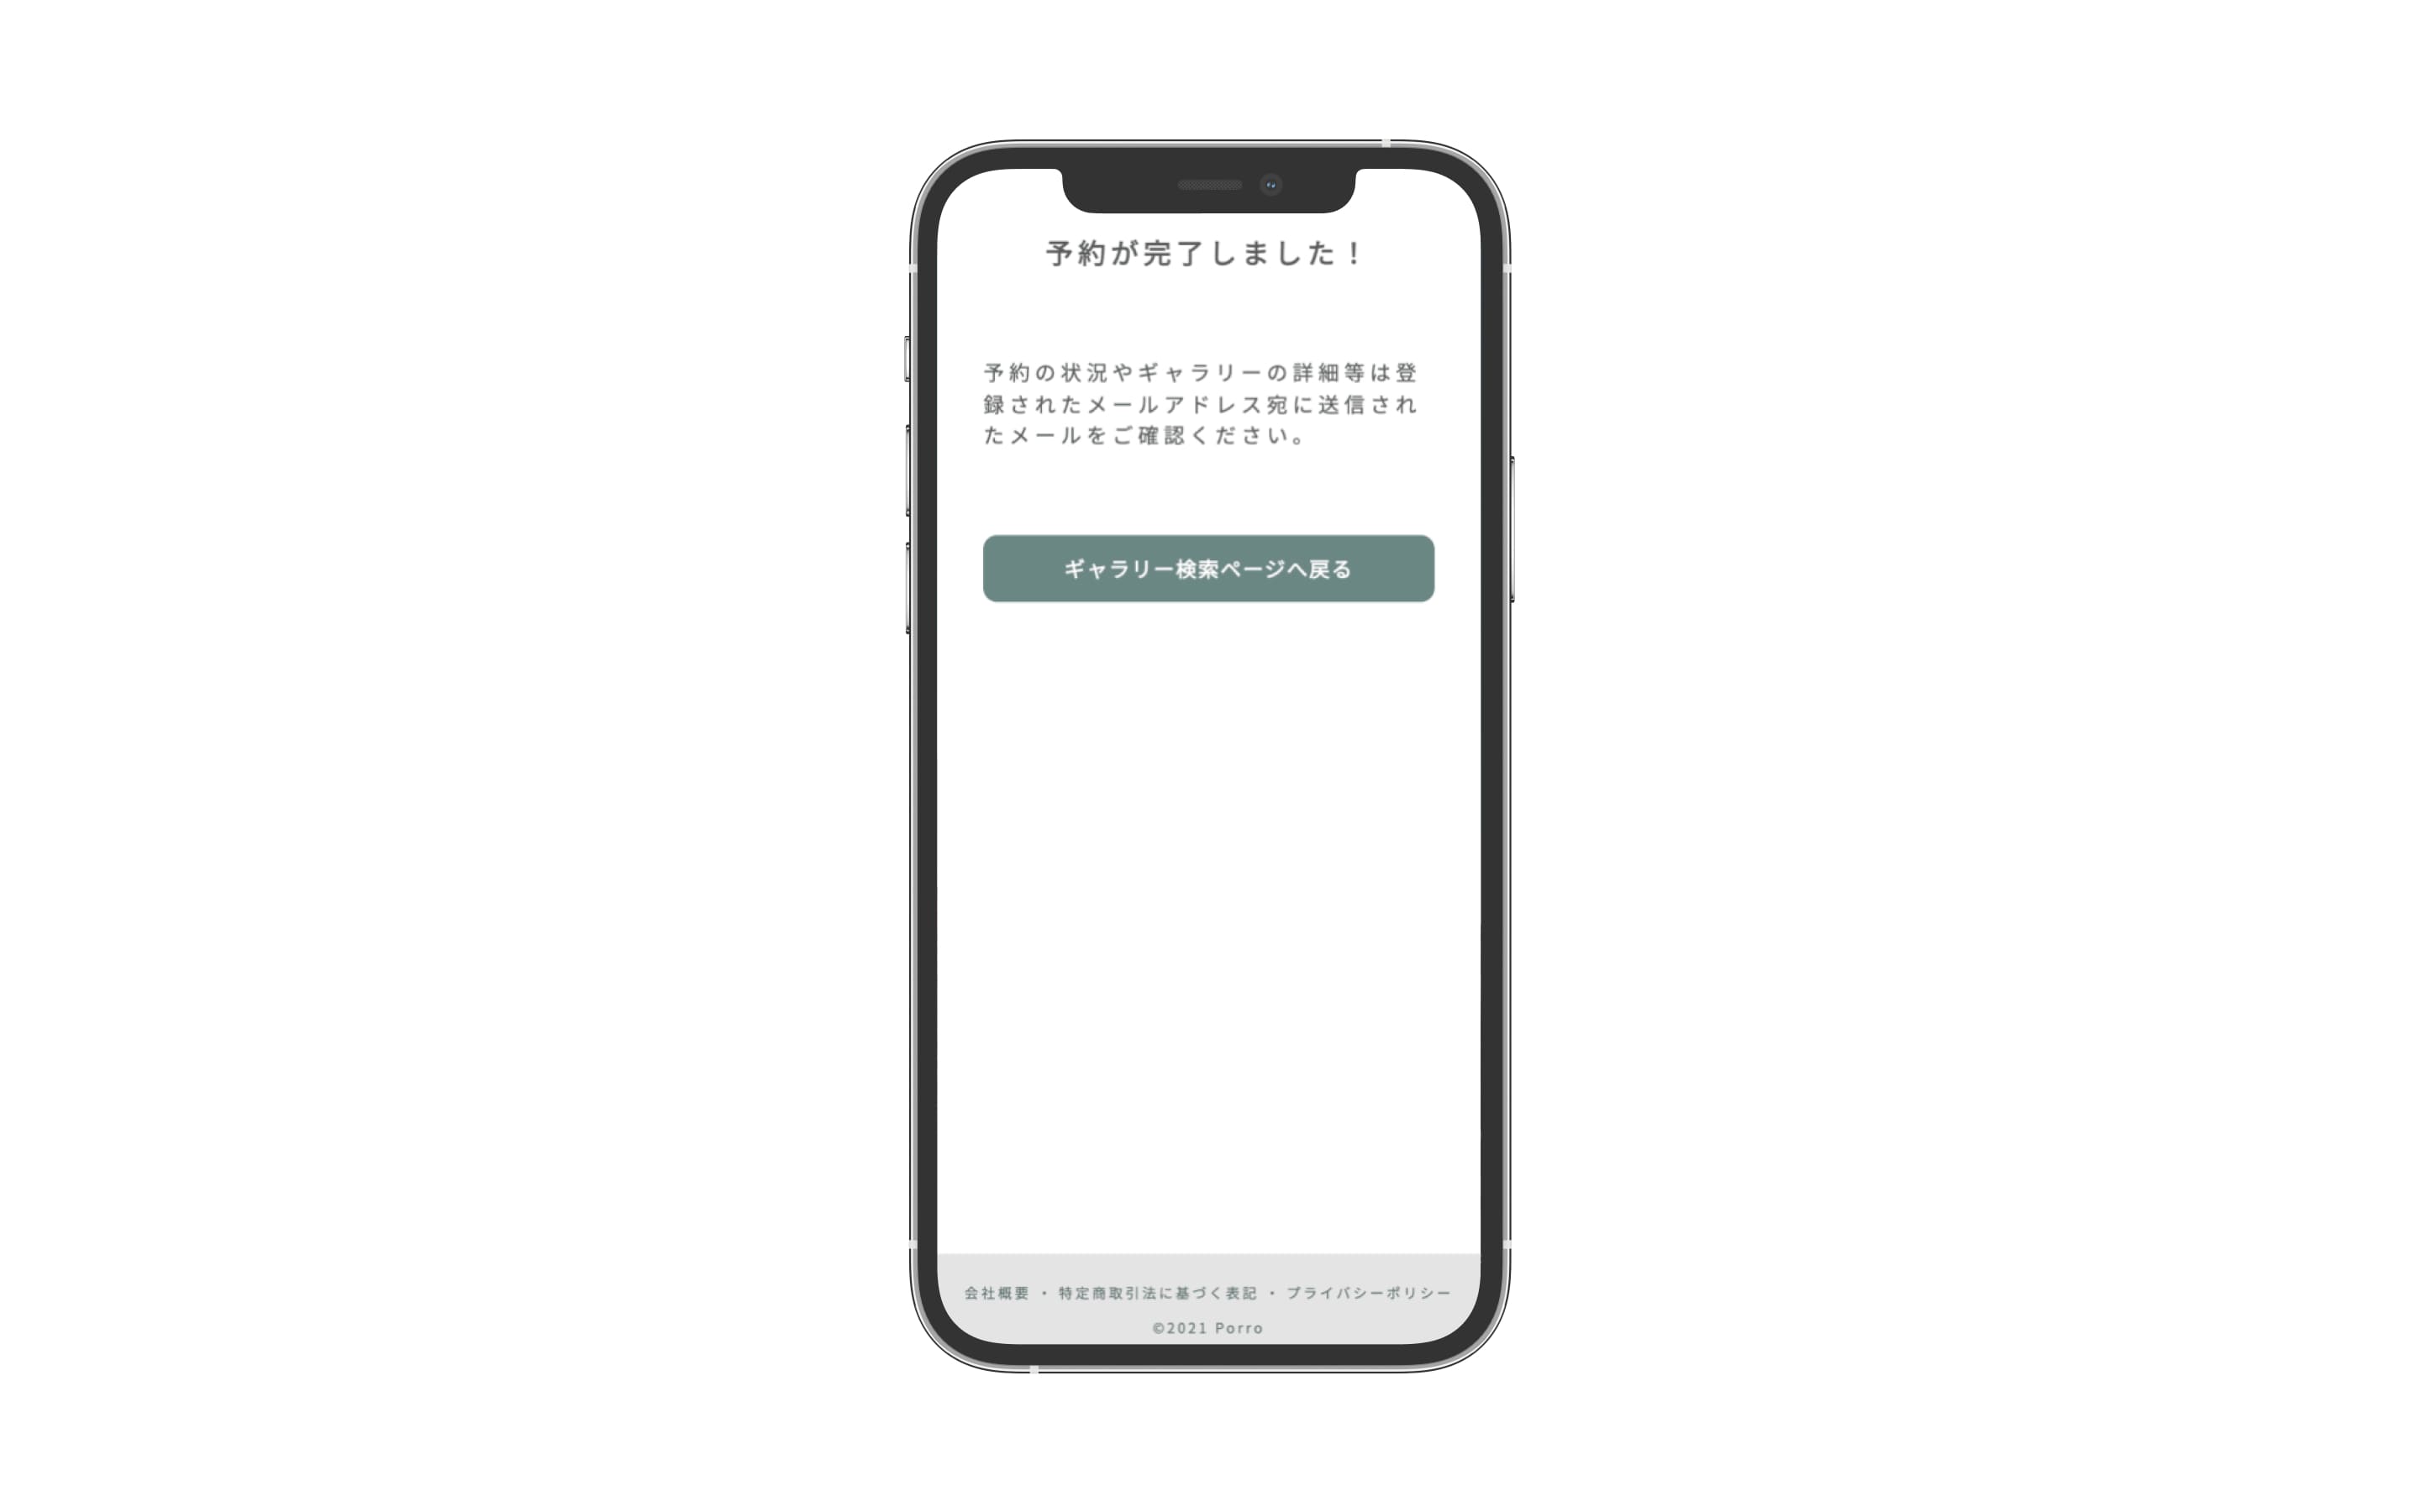 予約が完了しました！
予約の状況やギャラリーの詳細等は登
録されたメールアドレス宛に送信され
たメールをご確認ください。
ギャラリー検索ページへ戻る
会社概要 ・ 特定商取引法に基づく表記 ・ プライバシーポリシー
©2021 Porro